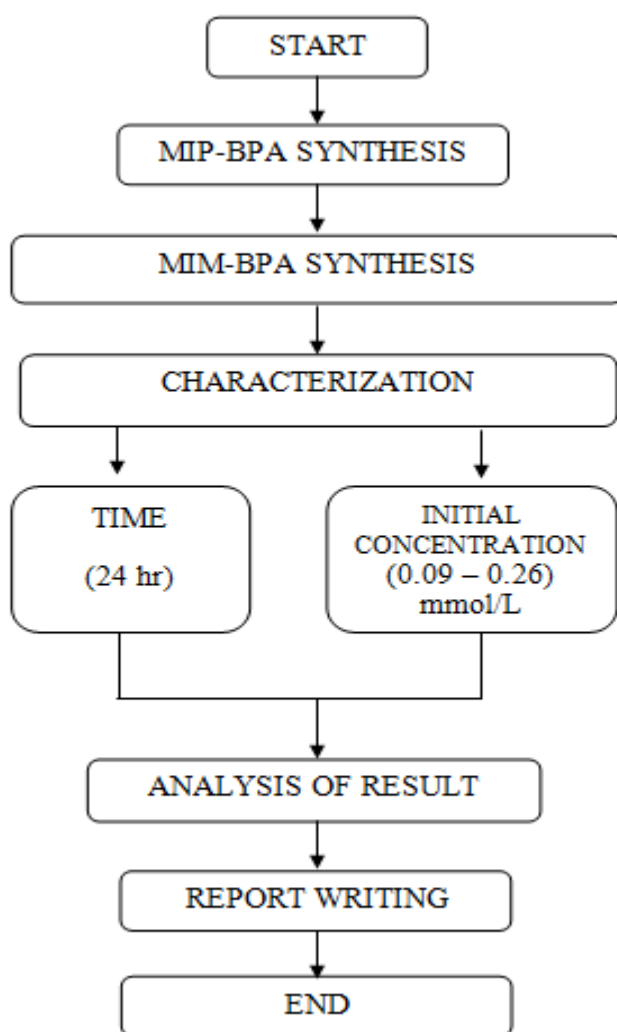 START
MIP-BPA SYNTHESIS
MIM-BPA SYNTHESIS
CHARACTERIZATION
TIME
(24 hr)
INITIAL
CONCENTRATION
(0.09 – 0.26)
mmol/L
ANALYSIS OF RESULT
REPORT WRITING
END